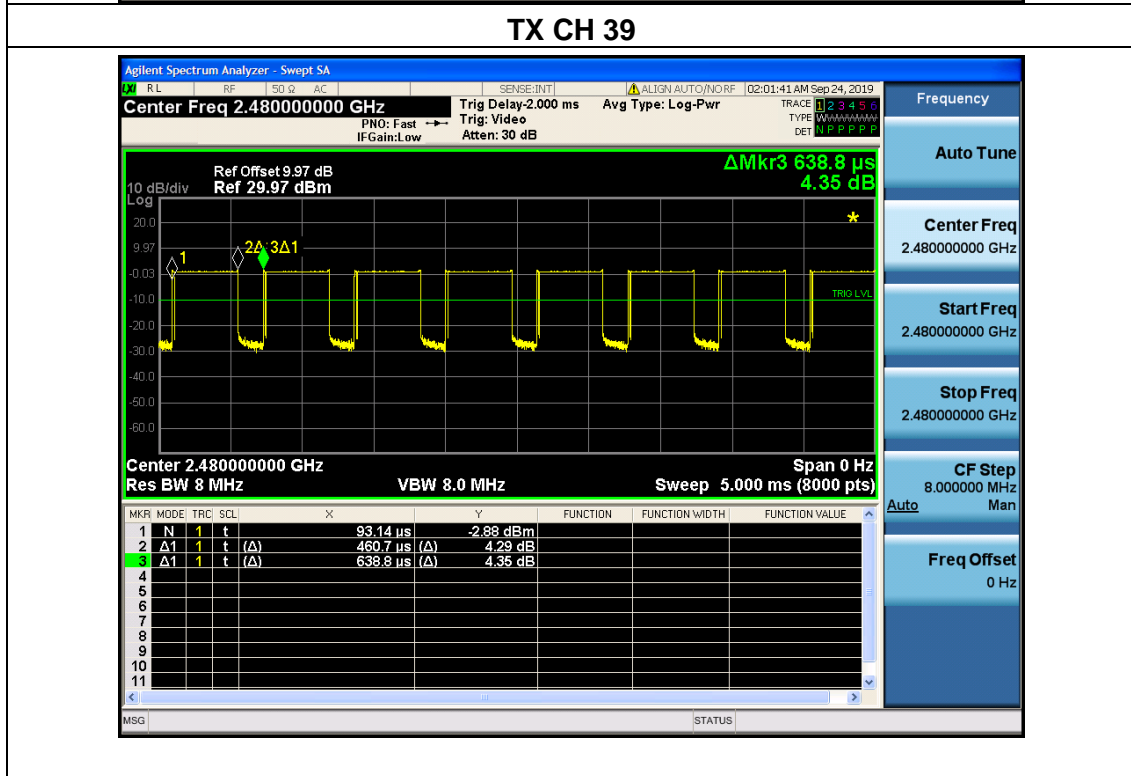 TX CH 39
Agilent Spectrum Analyzer - Swept SA
LXI RL RF 50 Ω AC SENSE:INT ALIGN AUTO/NO RF 02:01:41 AM Sep 24, 2019
Center Freq 2.480000000 GHz
PNO: Fast
IFGain:Low
Trig Delay-2.000 ms
Trig: Video
Atten: 30 dB
Avg Type: Log-Pwr
TRACE 1 2 3 4 5 6
TYPE
DET N P P P P P
ΔMkr3 638.8 µs
4.35 dB
Ref Offset 9.97 dB
10 dB/div Ref 29.97 dBm
Log
20.0
9.97
-0.03
-10.0
-20.0
-30.0
-40.0
-50.0
-60.0
1
2Δ 3Δ1
*
TRIG LVL
Center 2.480000000 GHz Span 0 Hz
Res BW 8 MHz VBW 8.0 MHz Sweep 5.000 ms (8000 pts)
MKR MODE TRC SCL X Y FUNCTION FUNCTION WIDTH FUNCTION VALUE
1 N 1 t 93.14 µs -2.88 dBm
2 Δ1 1 t (Δ) 460.7 µs (Δ) 4.29 dB
3 Δ1 1 t (Δ) 638.8 µs (Δ) 4.35 dB
4
5
6
7
8
9
10
11
MSG STATUS
Frequency
Auto Tune
Center Freq
2.480000000 GHz
Start Freq
2.480000000 GHz
Stop Freq
2.480000000 GHz
CF Step
8.000000 MHz
Auto Man
Freq Offset
0 Hz